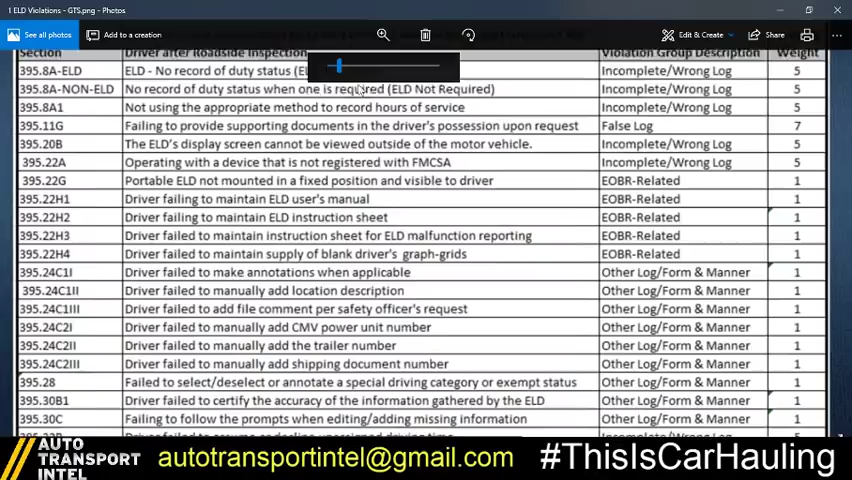 1 ELD Violations - GTS.png - Photos
See all photos
Add to a creation
Edit & Create
Share
Section Driver after Roadside Inspection Violation Group Description Weight
395.8A-ELD ELD - No record of duty status (EL Incomplete/Wrong Log 5
395.8A-NON-ELD No record of duty status when one is required (ELD Not Required) Incomplete/Wrong Log 5
395.8A1 Not using the appropriate method to record hours of service Incomplete/Wrong Log 5
395.11G Failing to provide supporting documents in the driver's possession upon request False Log 7
395.20B The ELD's display screen cannot be viewed outside of the motor vehicle. Incomplete/Wrong Log 5
395.22A Operating with a device that is not registered with FMCSA Incomplete/Wrong Log 5
395.22G Portable ELD not mounted in a fixed position and visible to driver EOBR-Related 1
395.22H1 Driver failing to maintain ELD user's manual EOBR-Related 1
395.22H2 Driver failing to maintain ELD instruction sheet EOBR-Related 1
395.22H3 Driver failed to maintain instruction sheet for ELD malfunction reporting EOBR-Related 1
395.22H4 Driver failed to maintain supply of blank driver's graph-grids EOBR-Related 1
395.24C1I Driver failed to make annotations when applicable Other Log/Form & Manner 1
395.24C1II Driver failed to manually add location description Other Log/Form & Manner 1
395.24C1III Driver failed to add file comment per safety officer's request Other Log/Form & Manner 1
395.24C2I Driver failed to manually add CMV power unit number Other Log/Form & Manner 1
395.24C2II Driver failed to manually add the trailer number Other Log/Form & Manner 1
395.24C2III Driver failed to manually add shipping document number Other Log/Form & Manner 1
395.28 Failed to select/deselect or annotate a special driving category or exempt status Other Log/Form & Manner 1
395.30B1 Driver failed to certify the accuracy of the information gathered by the ELD Other Log/Form & Manner 1
395.30C Failing to follow the prompts when editing/adding missing information Other Log/Form & Manner 1
AUTO
TRANSPORT
INTEL
autotransportintel@gmail.com
#ThisIsCarHauling